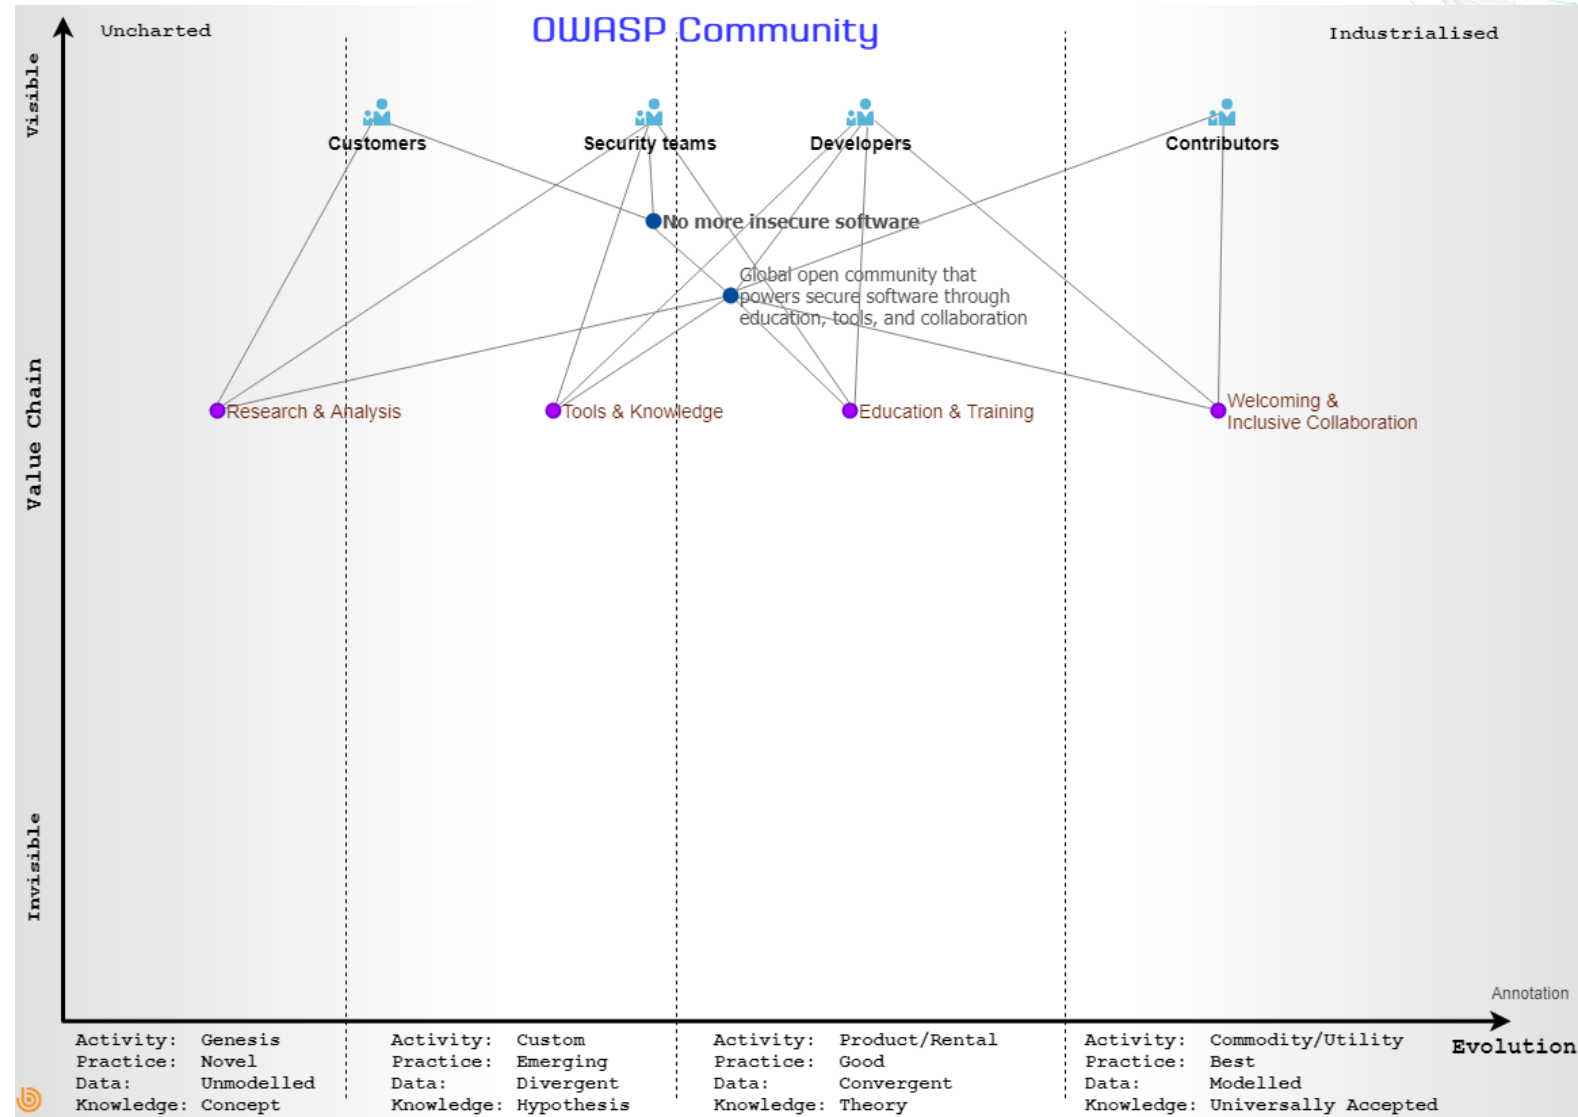 OWASP Community
Uncharted
Industrialised
Visible
Value Chain
Invisible
Customers
Security teams
Developers
Contributors
No more insecure software
Global open community that
powers secure software through
education, tools, and collaboration
Research & Analysis
Tools & Knowledge
Education & Training
Welcoming &
Inclusive Collaboration
Annotation
Evolution
Activity: Genesis
Practice: Novel
Data: Unmodelled
Knowledge: Concept
Activity: Custom
Practice: Emerging
Data: Divergent
Knowledge: Hypothesis
Activity: Product/Rental
Practice: Good
Data: Convergent
Knowledge: Theory
Activity: Commodity/Utility
Practice: Best
Data: Modelled
Knowledge: Universally Accepted